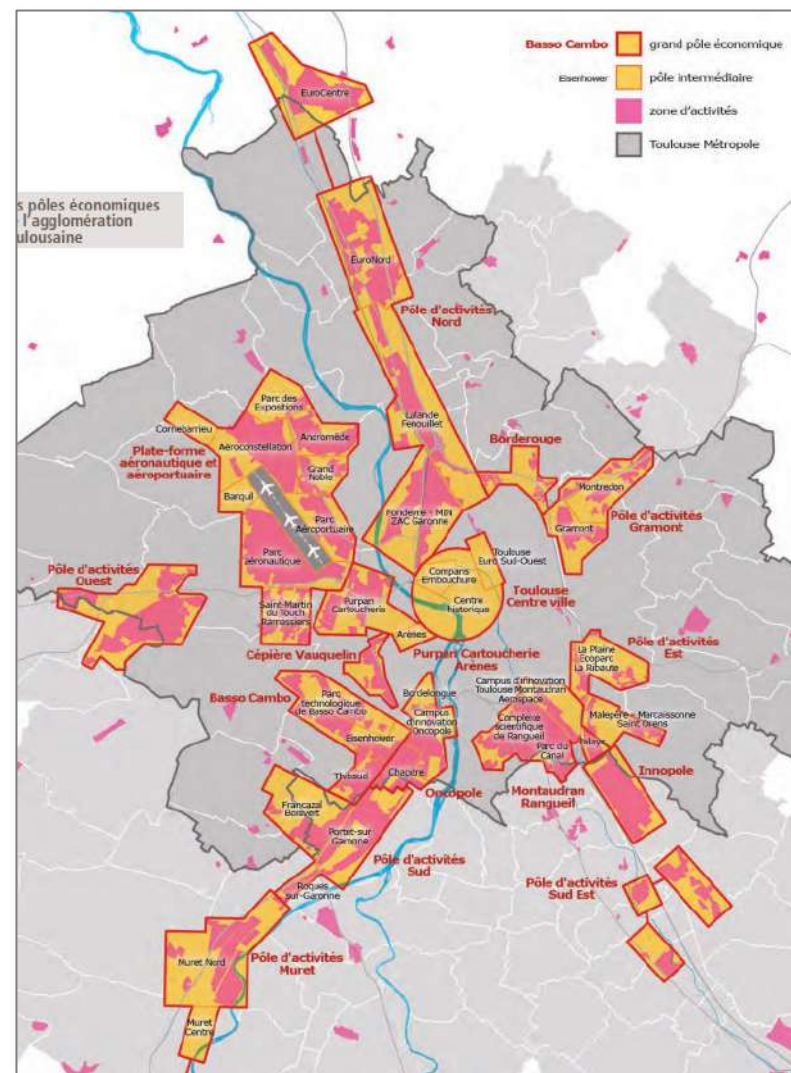 Basso Cambo
grand pôle économique
Eisenhower
pôle intermédiaire
zone d'activités
Toulouse Métropole
s pôles économiques
l'agglomération
ulousaine
EuroCentre
EuroNord
Pôle d'activités
Nord
Parc des
Expositions
Cornebarrieu
Aéroconstellation
Andromède
Lalande
Fenouillet
Borderouge
Plate-forme
aéronautique et
aéroportuaire
Grand
Noble
Montredon
Barquil
Gramont
Pôle d'activités
Gramont
Parc
Aéroportuaire
Fondeyre - MIN
ZAC Garonne
Parc
aéronautique
Toulouse
Euro Sud-Ouest
Compans
Embouchure
Centre
historique
Toulouse
Centre ville
Pôle d'activités
Ouest
Purpan
Cartoucherie
Saint-Martin
du Touch
Ramassiers
Arènes
Cépière Vauquelin
Purpan Cartoucherie
Arènes
Pôle d'activités
Est
La Plaine
Ecoparc
La Ribaute
Basso Cambo
Parc
technologique
de Basso Cambo
Bordelongue
Campus d'innovation
Toulouse Montaudran
Aerospace
Campus
d'innovation
Oncopole
Eisenhower
Complexe
scientifique
de Rangueil
Malepère - Marcaissonne
Saint Orens
Parc du
Canal
Thibaud
Chapitre
Oncopole
Montaudran
Rangueil
Innopole
Francazal
Boisvert
Portet-sur
Garonne
Pôle d'activités
Sud
Roques
sur-Garonne
Pôle d'activités
Sud Est
Muret Nord
Pôle d'activités
Muret
Muret
Centre